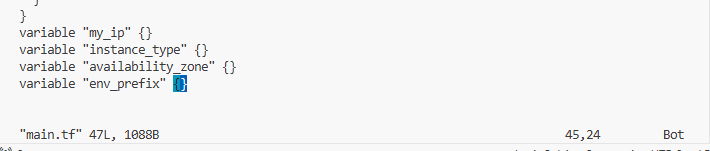 }
}
variable "my_ip" {}
variable "instance_type" {}
variable "availability_zone" {}
variable "env_prefix" {}
"main.tf" 47L, 1088B 45,24 Bot